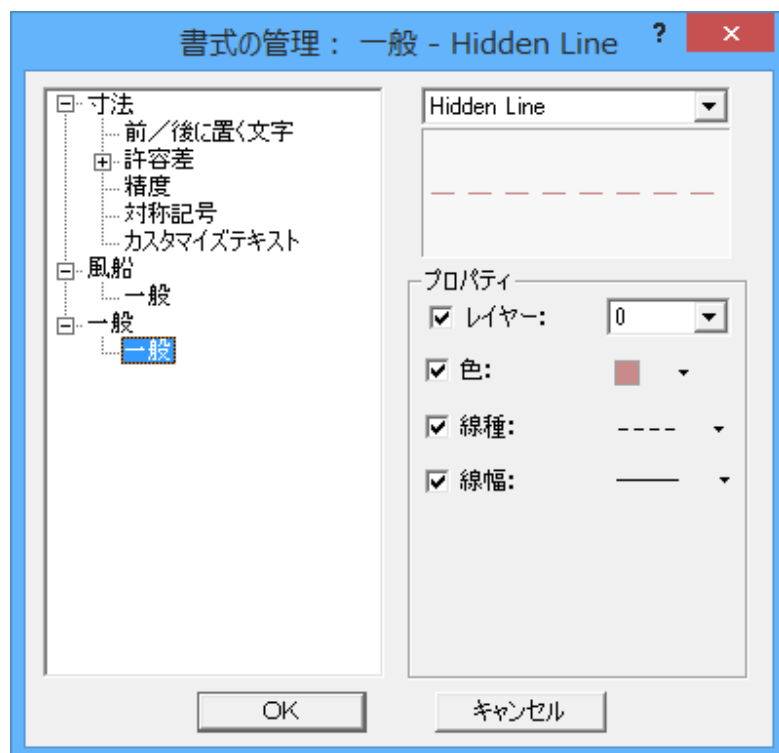 書式の管理： 一般 - Hidden Line
?
×
寸法
前／後に置く文字
許容差
精度
対称記号
カスタマイズテキスト
風船
一般
一般
一般
Hidden Line
プロパティ
レイヤー: 0
色:
線種:
線幅:
OK
キャンセル